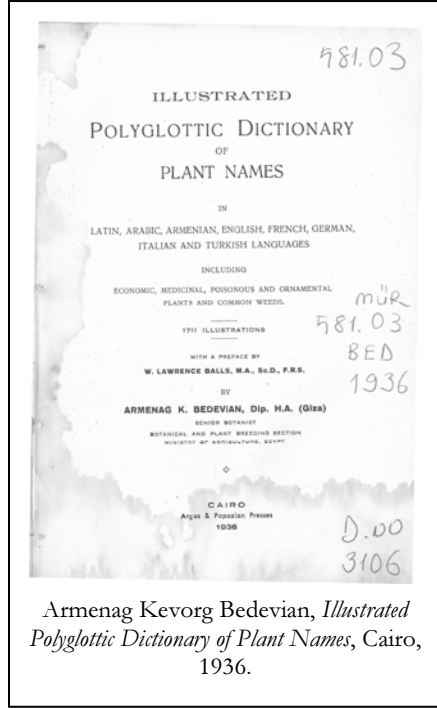 581.03
ILLUSTRATED
POLYGLOTTIC DICTIONARY
OF
PLANT NAMES
IN
LATIN, ARABIC, ARMENIAN, ENGLISH, FRENCH, GERMAN,
ITALIAN AND TURKISH LANGUAGES
INCLUDING
ECONOMIC, MEDICINAL, POISONOUS AND ORNAMENTAL
PLANTS AND COMMON WEEDS.
1711 ILLUSTRATIONS
WITH A PREFACE BY
W. LAWRENCE BALLS, M.A., Sc.D., F.R.S.
BY
ARMENAG K. BEDEVIAN, Dip. H.A. (Giza)
SENIOR BOTANIST
BOTANICAL AND PLANT BREEDING SECTION
MINISTRY OF AGRICULTURE, EGYPT
MÜR
581.03
BED
1936
CAIRO
Argus & Papazian Presses
1936
D.NO
3106
Armenag Kevorg Bedevian, Illustrated
Polyglottic Dictionary of Plant Names, Cairo,
1936.